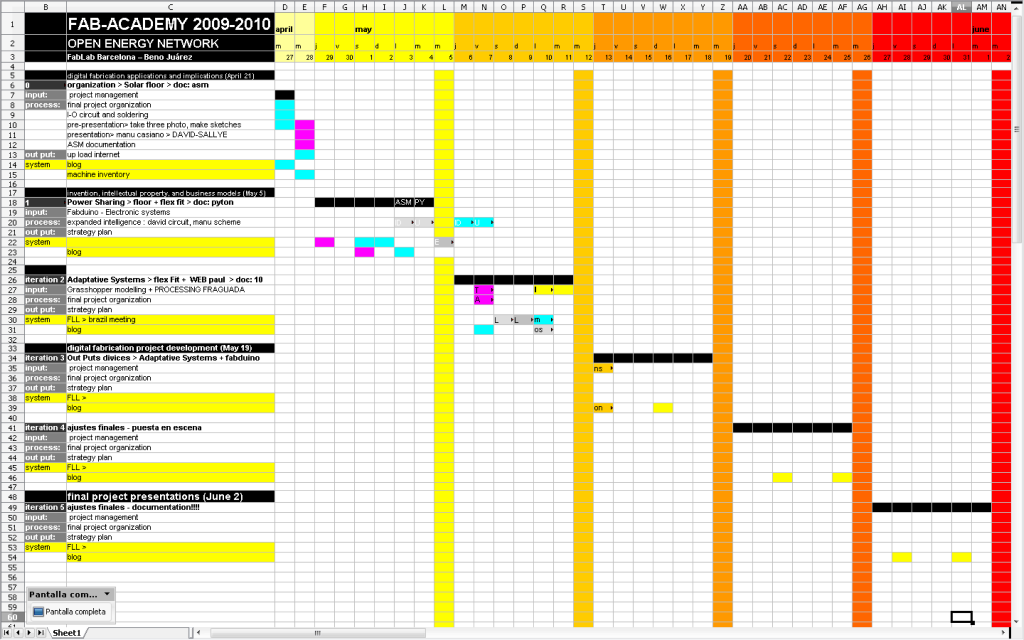 B C D E F G H I J K L M N O P Q R S T U V W X Y Z AA AB AC AD AE AF AG AH AI AJ AK AL AM AN
1 FAB-ACADEMY 2009-2010 april may june
2 OPEN ENERGY NETWORK
3 FabLab Barcelona – Beno Juárez 27 28 29 30 1 2 3 4 5 6 7 8 9 10 11 12 13 14 15 16 17 18 19 20 21 22 23 24 25 26 27 28 29 30 31
4
5 digital fabrication applications and implications (April 21)
6 0 organization > Solar floor > doc: asm
7 input: project management
8 process: final project organization
9 I-O circuit and soldering
10 pre-presentation> take three photo, make sketches
11 presentation> manu casiano > DAVID-SALLYE
12 ASM documentation
13 out put: up load internet
14 system blog
15 machine inventory
16
17 invention, intellectual property, and business models (May 5)
18 1 Power Sharing > floor + flex fit > doc: pyton ASM PY
19 input: Fabduino - Electronic systems
20 process: expanded intelligence : david circuit, manu scheme
21 out put: strategy plan
22 system E
23 blog
24
25
26 iteration 2 Adaptative Systems > flex Fit + WEB paul > doc: 10
27 input: Grasshopper modeling + PROCESSING FRAGUADA T I
28 process: final project organization A
29 out put: strategy plan
30 system FLL > brazil meeting L L m
31 blog os
32
33 digital fabrication project development (May 19)
34 iteration 3 Out Puts divices > Adaptative Systems + fabduino
35 input: project management ns
36 process: final project organization
37 out put: strategy plan
38 system FLL >
39 blog on
40
41 iteration 4 ajustes finales - puesta en escena
42 input: project management
43 process: final project organization
44 out put: strategy plan
45 system FLL >
46 blog
47
48 final project presentations (June 2)
49 iteration 5 ajustes finales - documentation!!!!
50 input: project management
51 process: final project organization
52 out put: strategy plan
53 system FLL >
54 blog
55
56
57
58 Pantalla com...
59 Pantalla completa
60
Sheet1